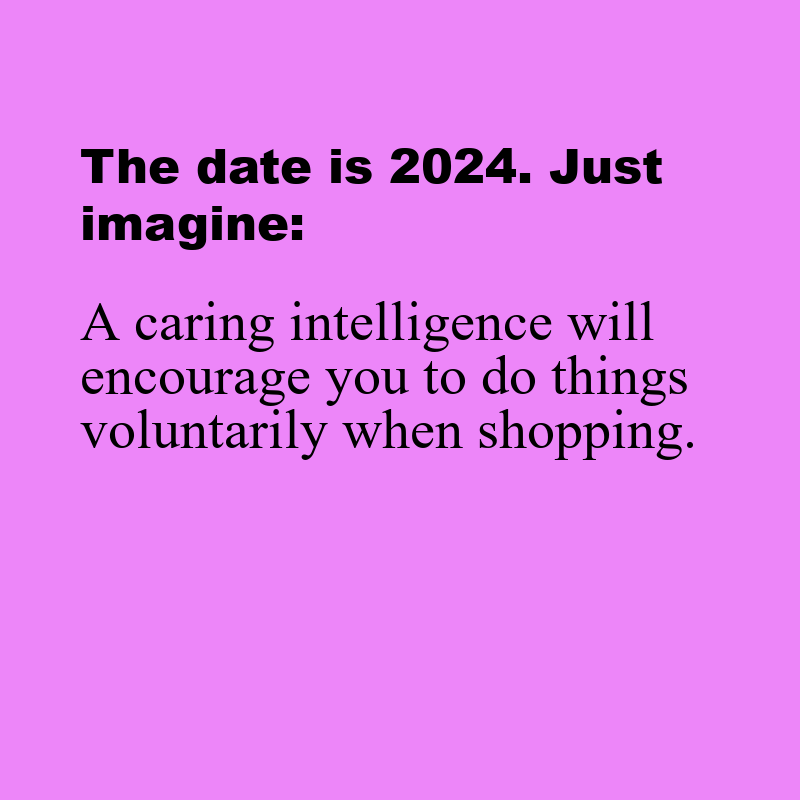 The date is 2024. Just
imagine:
A caring intelligence will
encourage you to do things
voluntarily when shopping.